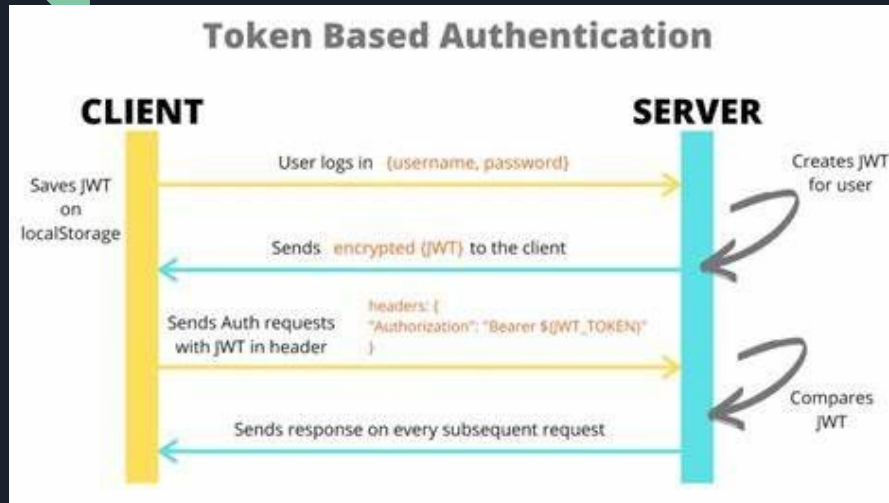 Token Based Authentication
CLIENT
SERVER
User logs in {username, password}
Creates JWT
for user
Saves JWT
on
localStorage
Sends encrypted {JWT} to the client
headers: {
"Authorization": "Bearer ${JWT_TOKEN}"
}
Sends Auth requests
with JWT in header
Compares
JWT
Sends response on every subsequent request